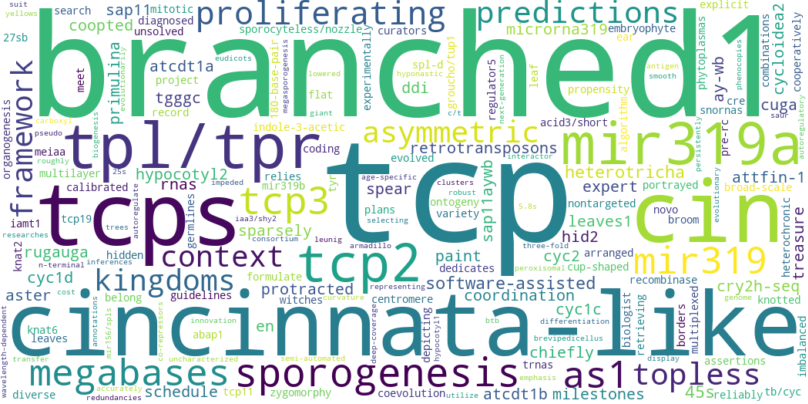 suit
search
sap11
mitotic
proliferating
predictions
explicit
yellows
diagnosed
microrna319
embryophyte
27sb
coopted
unsolved
sporocyteless/nozzle
curators
branched1
framework
primulina
atcdt1a
project
tgggc
record
flat
180-base-pair
ddi
experimentally
groucho/tup1
spl-d
hyponastic
regulator5
next-generation
ear
leaf
antigen
lowered
giant
smooth
phenocopies
propensity
algorithm
phytoplasmas
ay-wb
snornas
cre
pre-rc
combinations
cycloidea2
cooperatively
cuga
saur
autoregulatory
organogenesis
meet
eudicots
evolutionarily
megasporogenesis
tpl/tpr
indole-3-acetic
coding
asymmetric
retrotransposons
evolved
interactor
acid3/short
mir319a
heterotricha
persistently
attfin-1
broad-scale
pseudo
carboxyl
biogenesis
meiaa
roughly
multilayer
25s
hypocotyl2
relies
age-specific
clusters
robust
calibrated
rnas
mir319b
tyr
spear
expert
portrayed
nontargeted
tcps
tcp3
tcp
cin
iamt1
tcp19
trees
autoregulate
impeded
germlines
iaa3/shy2
plans
ontogeny
selecting
variety
sap11aywb
5.8s
leaves1
novo
broom
evolutionary
heterochronic
treasure
researches
knat2
n-terminal
inferences
rugauga
hidden
cyc1d
context
sparsely
consortium
leunig
armadillo
tcp2
paint
dedicates
three-fold
cyc2
cup-shaped
hid2
arranged
peroxisomal
mir319
recombinase
kingdoms
protracted
software-assisted
cry2h-seq
genome
knotted
cost
aster
guidelines
belong
formulate
witches
curvature
centromere
representing
coordination
cyc1c
chiefly
biologist
retrieving
borders
multiplexed
cincinnata-like
wavelength-dependent
knat6
leaves
annotations
mir156/spls
co-repressors
innovation
en
abap1
uncharacterized
semi-automated
deep-coverage
depicting
hypocotyl1
differentiation
brevipedicellus
btb
display
assertions
imbalanced
transfer
diverse
accurately
redundancies
megabases
schedule
tcp11
sporogenesis
zygomorphy
trnas
coevolution
utilize
atcdt1b
as1
emphasis
milestones
topless
45s
reliably
tb/cyc